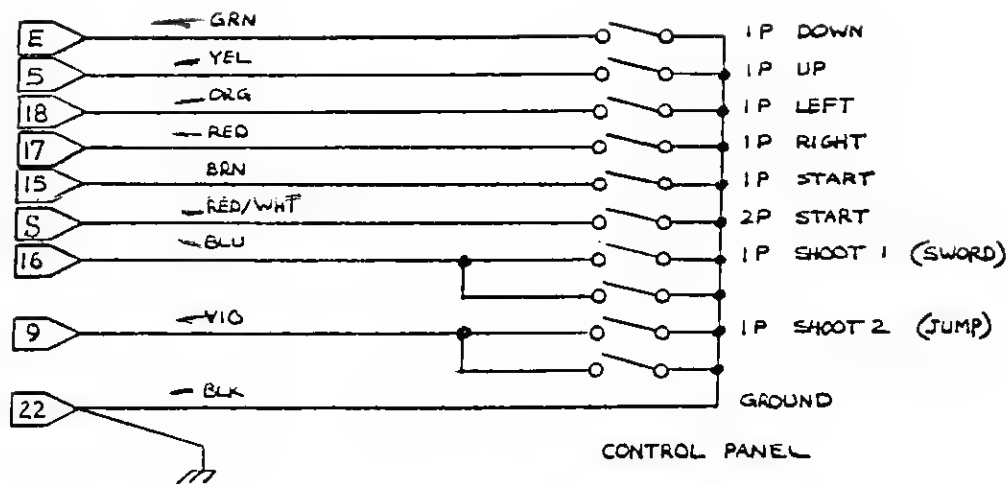 E GRN 1P DOWN
5 YEL 1P UP
18 ORG 1P LEFT
17 RED 1P RIGHT
15 BRN 1P START
S RED/WHT 2P START
16 BLU 1P SHOOT 1 (SWORD)
9 VIO 1P SHOOT 2 (JUMP)
22 BLK GROUND
CONTROL PANEL